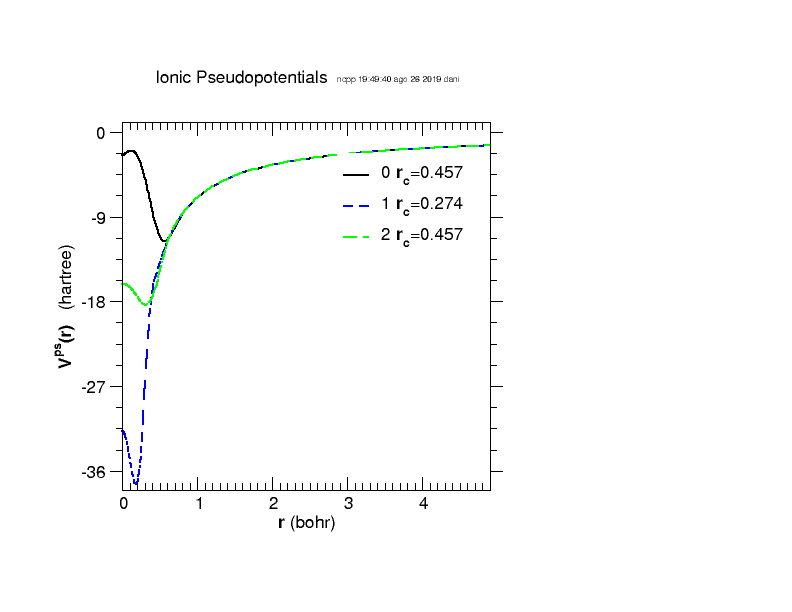 Ionic Pseudopotentials ncpp 19:49:40 ago 26 2019 dani
0
-9
-18
-27
-36
V^ps(r) (hartree)
0 r_c=0.457
1 r_c=0.274
2 r_c=0.457
0 1 2 3 4
r (bohr)